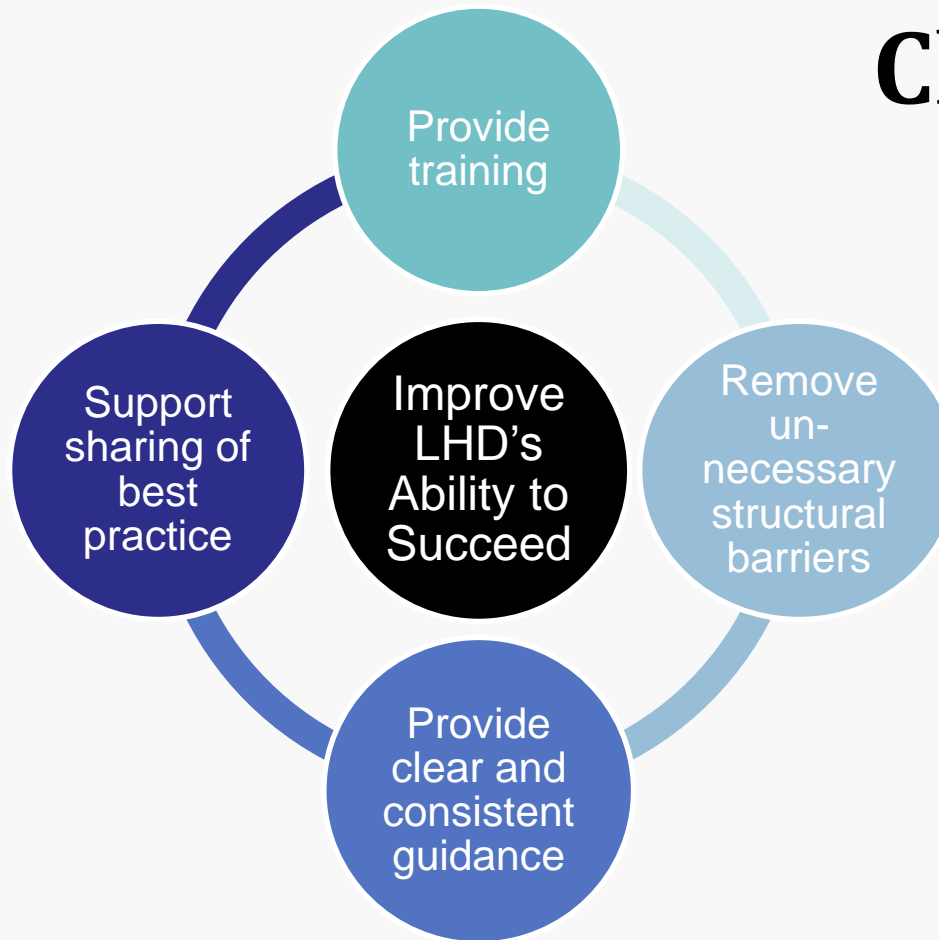 Provide
training
Support
sharing of
best
practice
Improve
LHD's
Ability to
Succeed
Remove
un-
necessary
structural
barriers
Provide
clear and
consistent
guidance